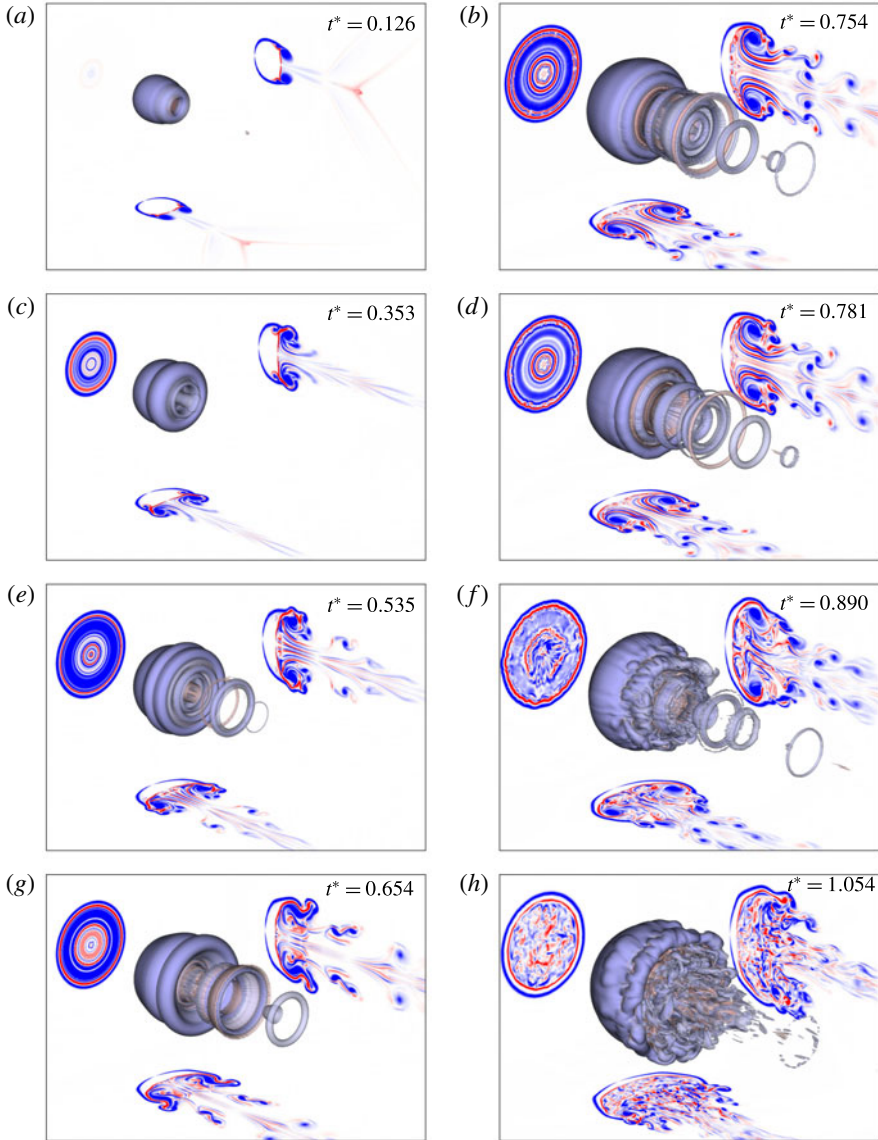 (a) t* = 0.126
(b) t* = 0.754
(c) t* = 0.353
(d) t* = 0.781
(e) t* = 0.535
(f) t* = 0.890
(g) t* = 0.654
(h) t* = 1.054